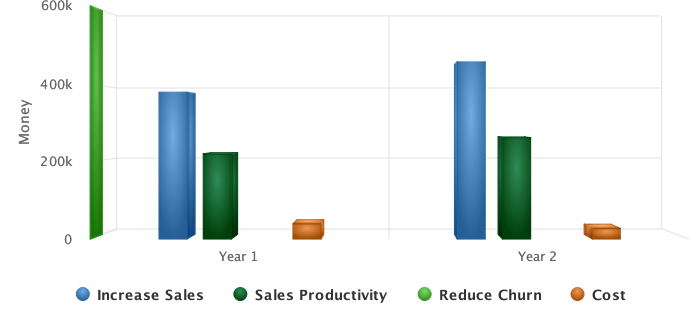 600k
400k
200k
0
Money
Year 1
Year 2
Increase Sales
Sales Productivity
Reduce Churn
Cost